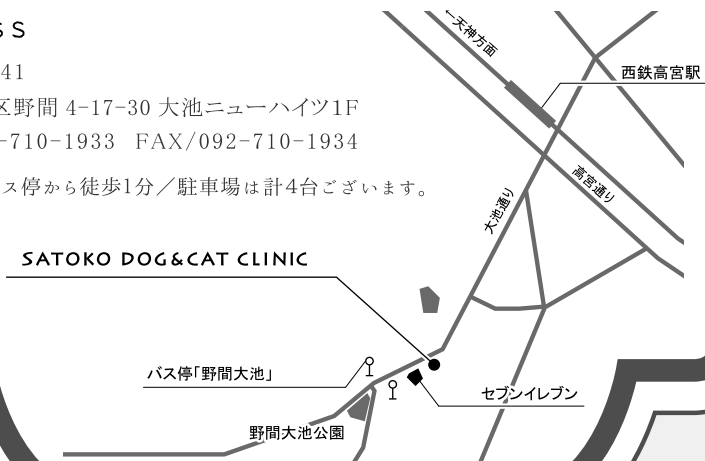 SS
41
区野間 4-17-30 大池ニューハイツ1F
-710-1933 FAX/092-710-1934
ス停から徒歩1分／駐車場は計4台ございます。
←天神方面
西鉄高宮駅
高宮通り
大池通り
SATOKO DOG&CAT CLINIC
バス停「野間大池」
セブンイレブン
野間大池公園